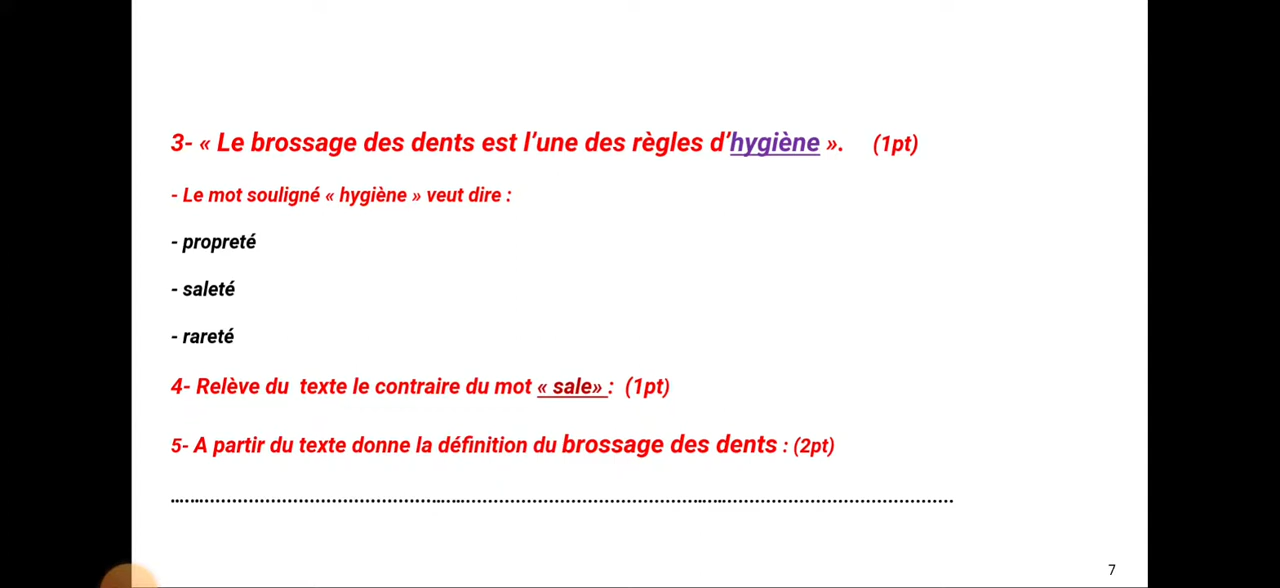 3- « Le brossage des dents est l’une des règles d’hygiène ». (1pt)
- Le mot souligné « hygiène » veut dire :
- propreté
- saleté
- rareté
4- Relève du texte le contraire du mot « sale» : (1pt)
5- A partir du texte donne la définition du brossage des dents : (2pt)
................................................................................................................................................
7